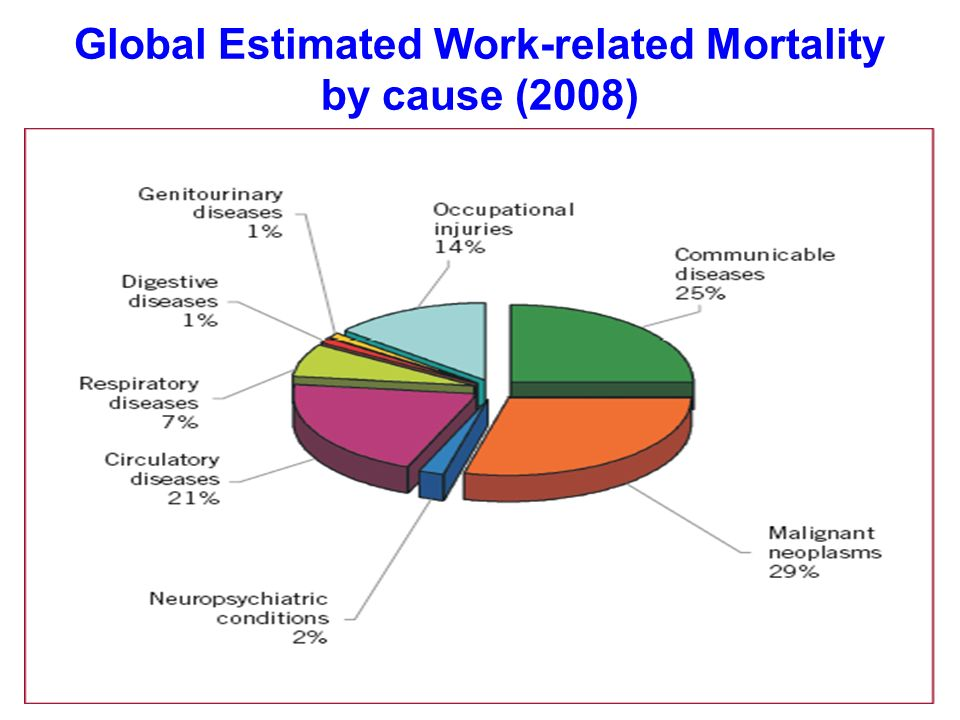 Global Estimated Work-related Mortality
by cause (2008)
Genitourinary
diseases
1%
Occupational
injuries
14%
Communicable
diseases
25%
Digestive
diseases
1%
Respiratory
diseases
7%
Circulatory
diseases
21%
Malignant
neoplasms
29%
Neuropsychiatric
conditions
2%